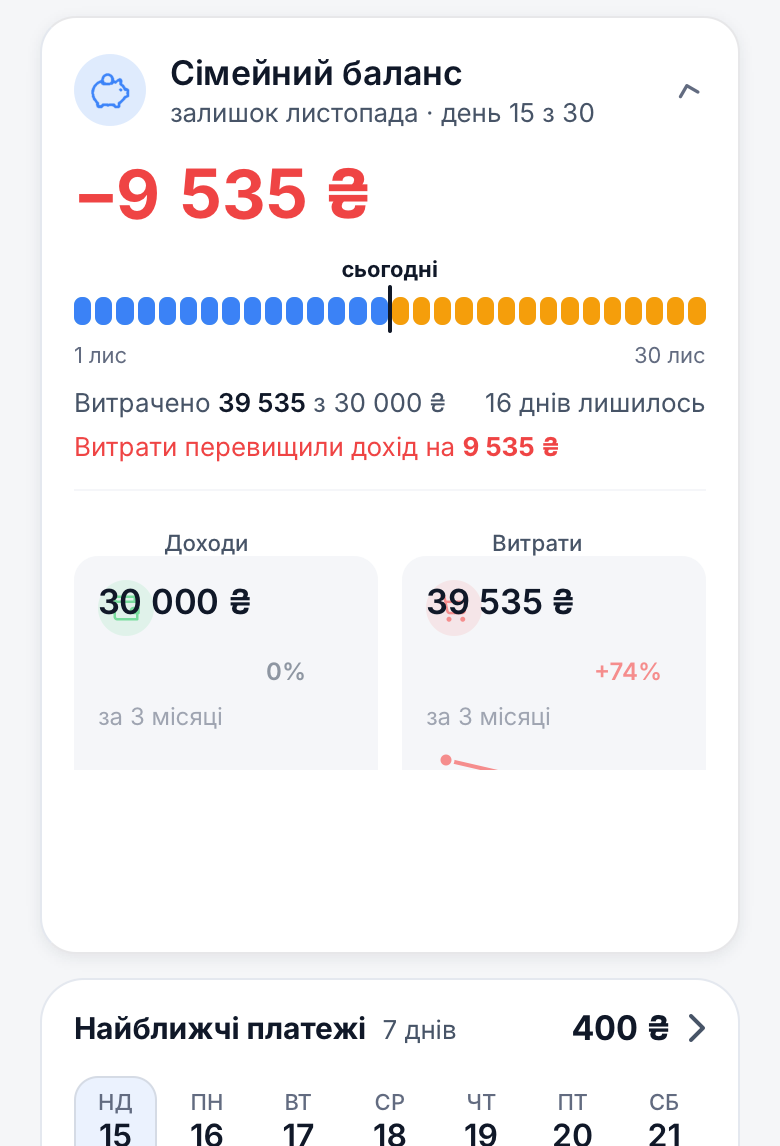 Сімейний баланс
залишок листопада · день 15 з 30
–9 535 ₴
сьогодні
1 лис 30 лис
Витрачено 39 535 з 30 000 ₴ 16 днів лишилось
Витрати перевищили дохід на 9 535 ₴
Доходи Витрати
30 000 ₴ 39 535 ₴
0% +74%
за 3 місяці за 3 місяці
Найближчі платежі 7 днів 400 ₴
НД ПН ВТ СР ЧТ ПТ СБ
15 16 17 18 19 20 21